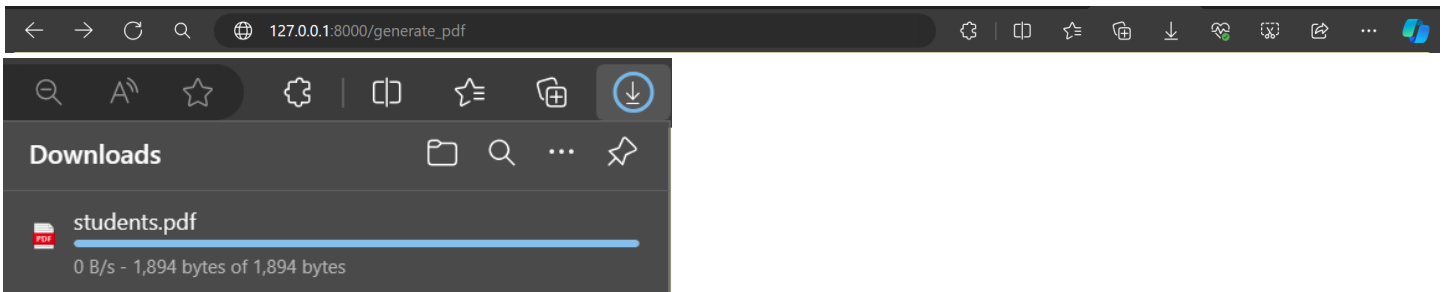 127.0.0.1:8000/generate_pdf
A
Downloads
students.pdf
PDF
0 B/s - 1,894 bytes of 1,894 bytes